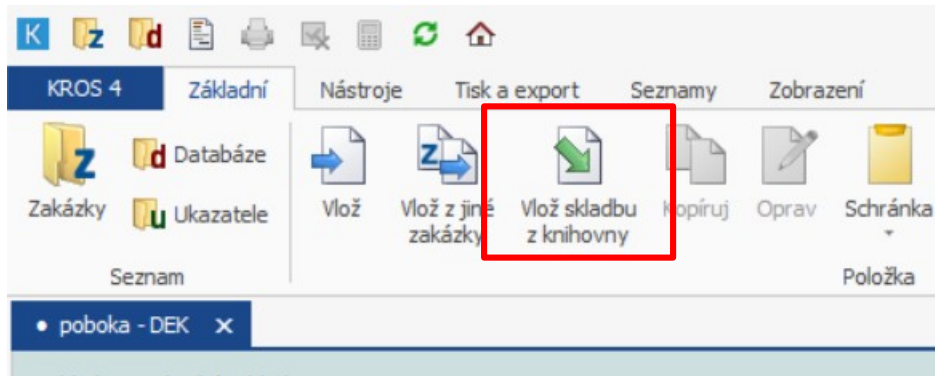 K z d
KROS 4 Základní Nástroje Tisk a export Seznamy Zobrazení
z d Databáze z
u Ukazatele
Zakázky Vlož Vlož z jiné Vlož skladbu Kopíruj Oprav Schránka
zakázky z knihovny
Seznam Položka
• poboka - DEK ×